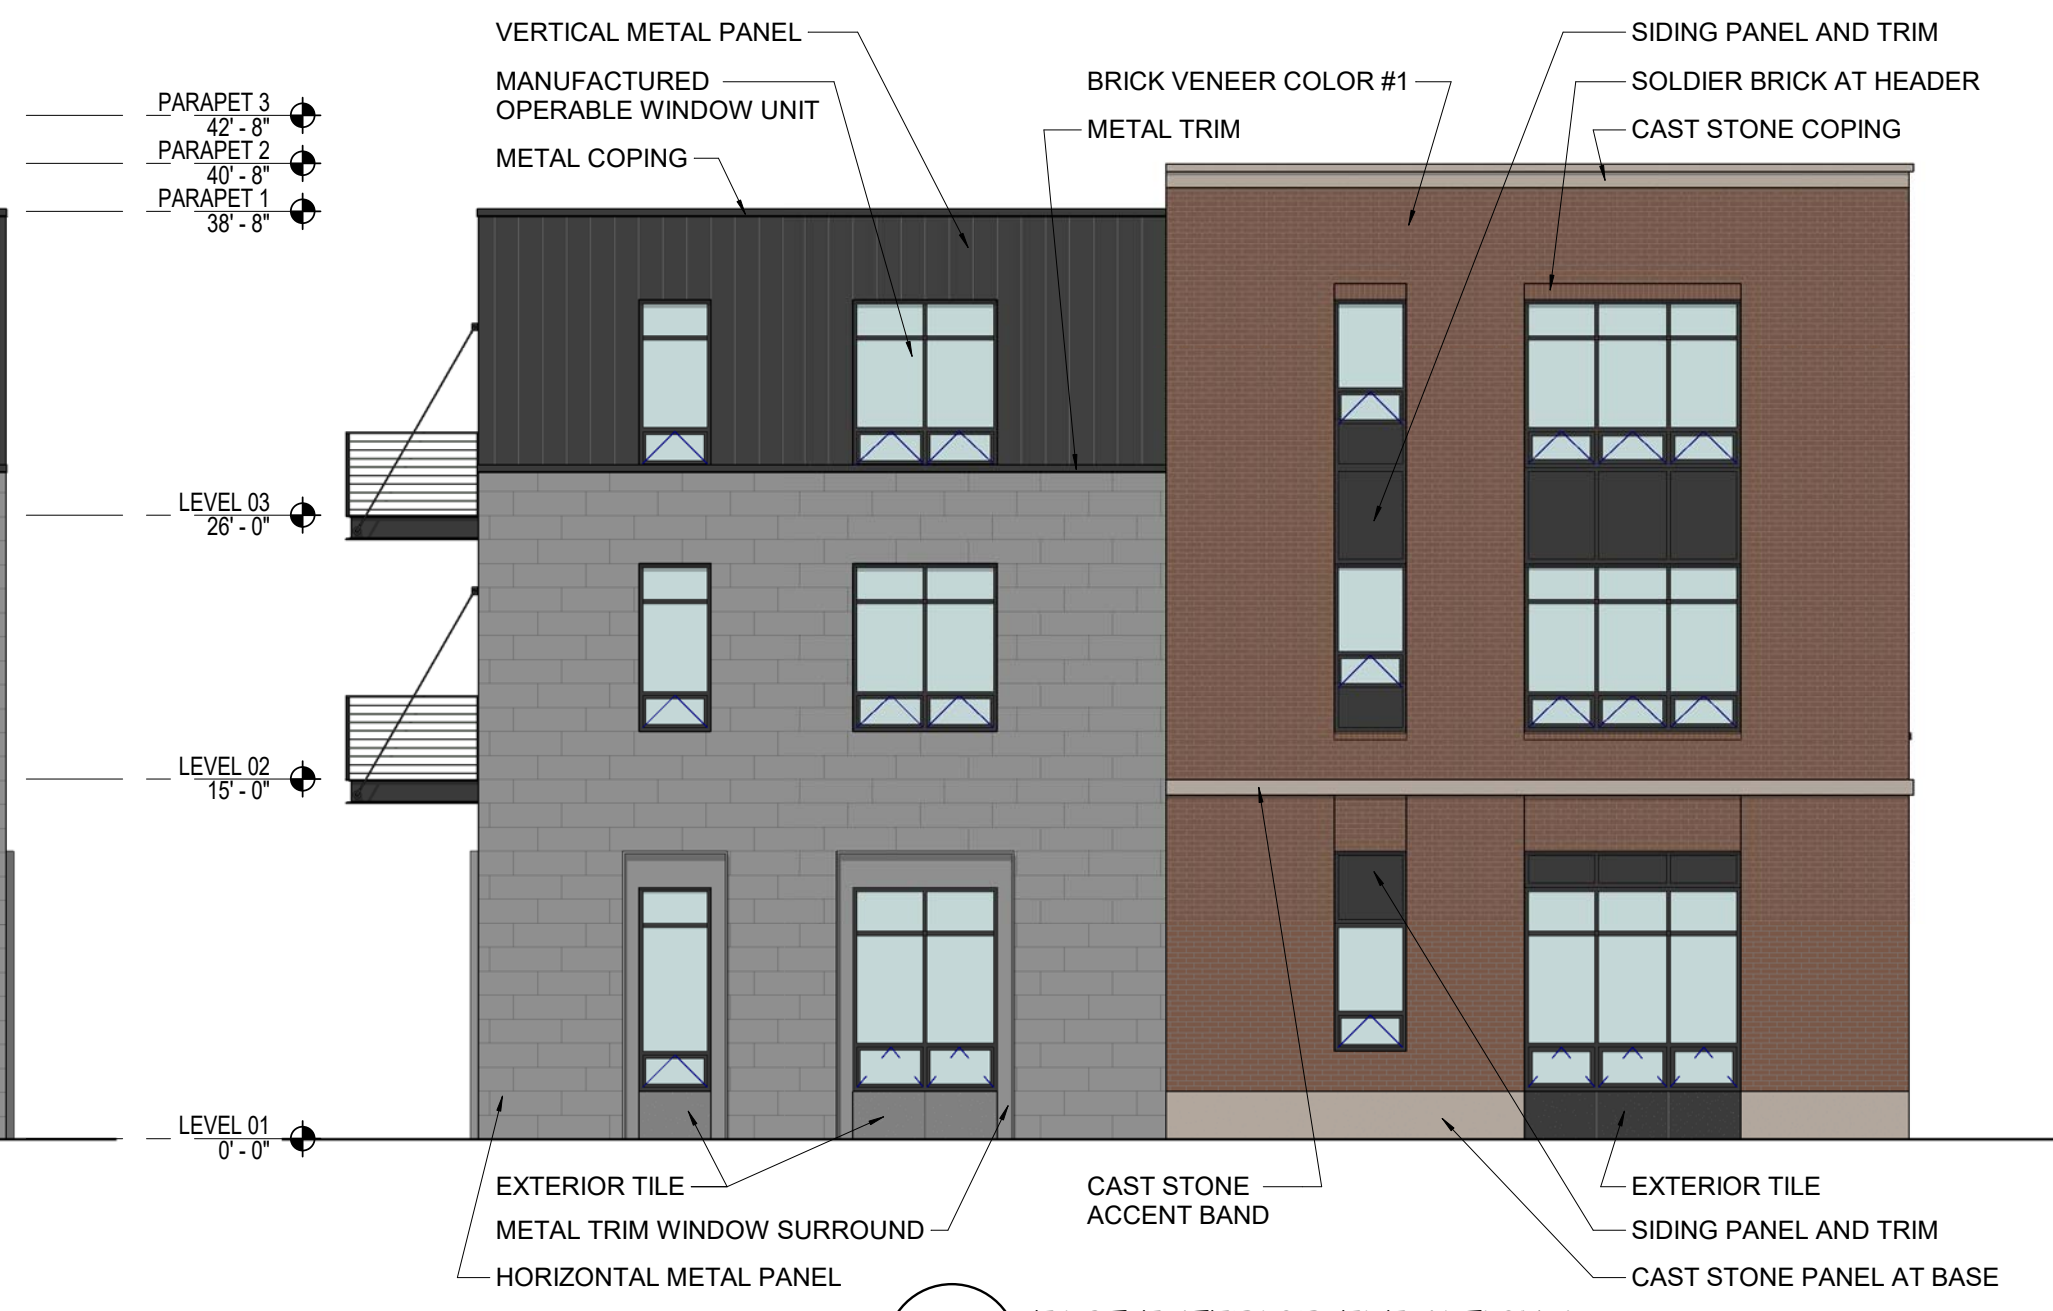 VERTICAL METAL PANEL
MANUFACTURED
OPERABLE WINDOW UNIT
METAL COPING
BRICK VENEER COLOR #1
METAL TRIM
SIDING PANEL AND TRIM
SOLDIER BRICK AT HEADER
CAST STONE COPING
PARAPET 3
42' - 8"
PARAPET 2
40' - 8"
PARAPET 1
38' - 8"
LEVEL 03
26' - 0"
LEVEL 02
15' - 0"
LEVEL 01
0' - 0"
EXTERIOR TILE
METAL TRIM WINDOW SURROUND
HORIZONTAL METAL PANEL
CAST STONE
ACCENT BAND
EXTERIOR TILE
SIDING PANEL AND TRIM
CAST STONE PANEL AT BASE